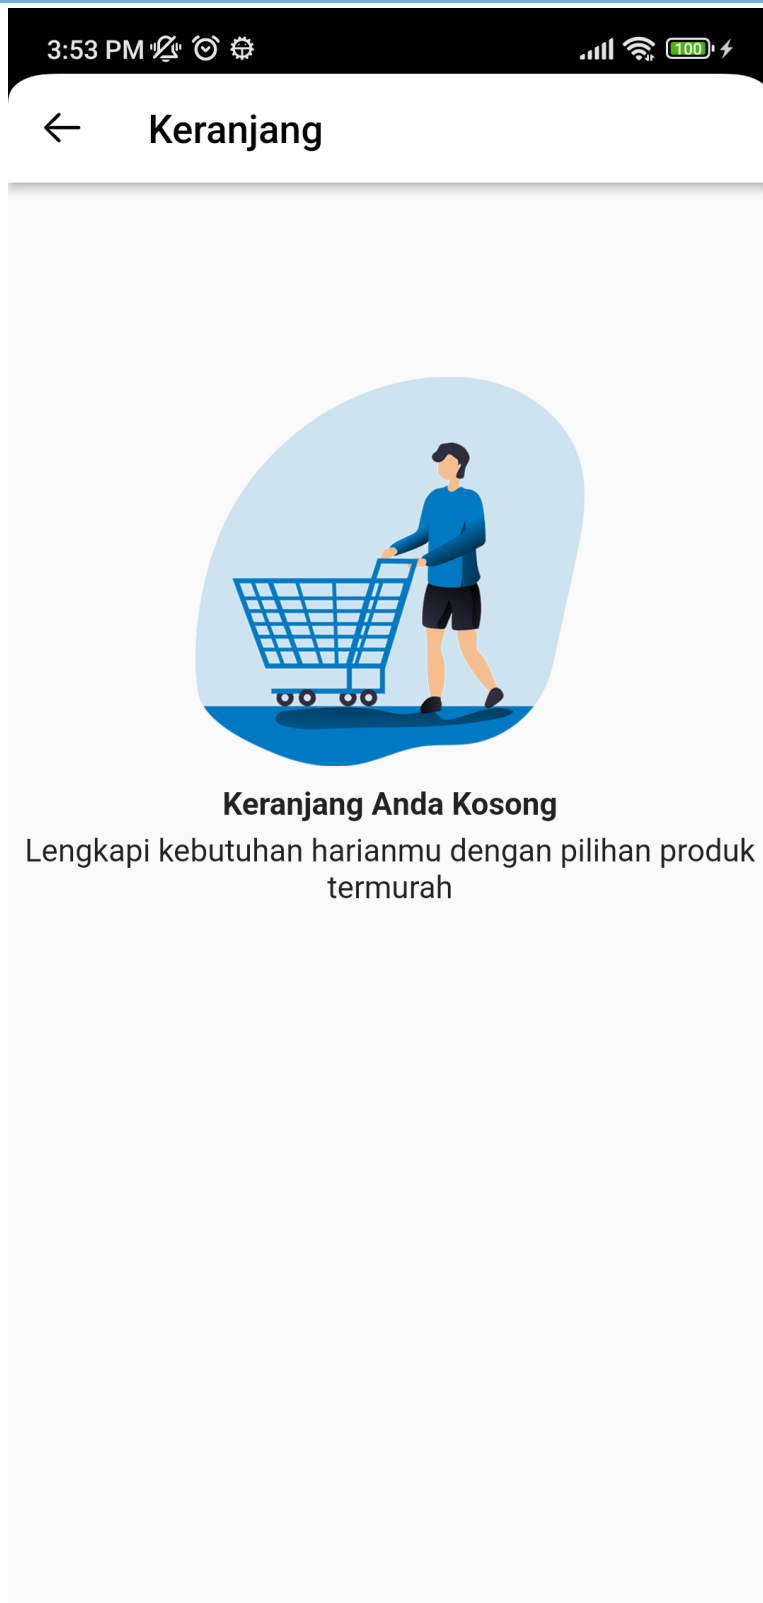 3:53 PM
100
Keranjang
Keranjang Anda Kosong
Lengkapi kebutuhan harianmu dengan pilihan produk
termurah